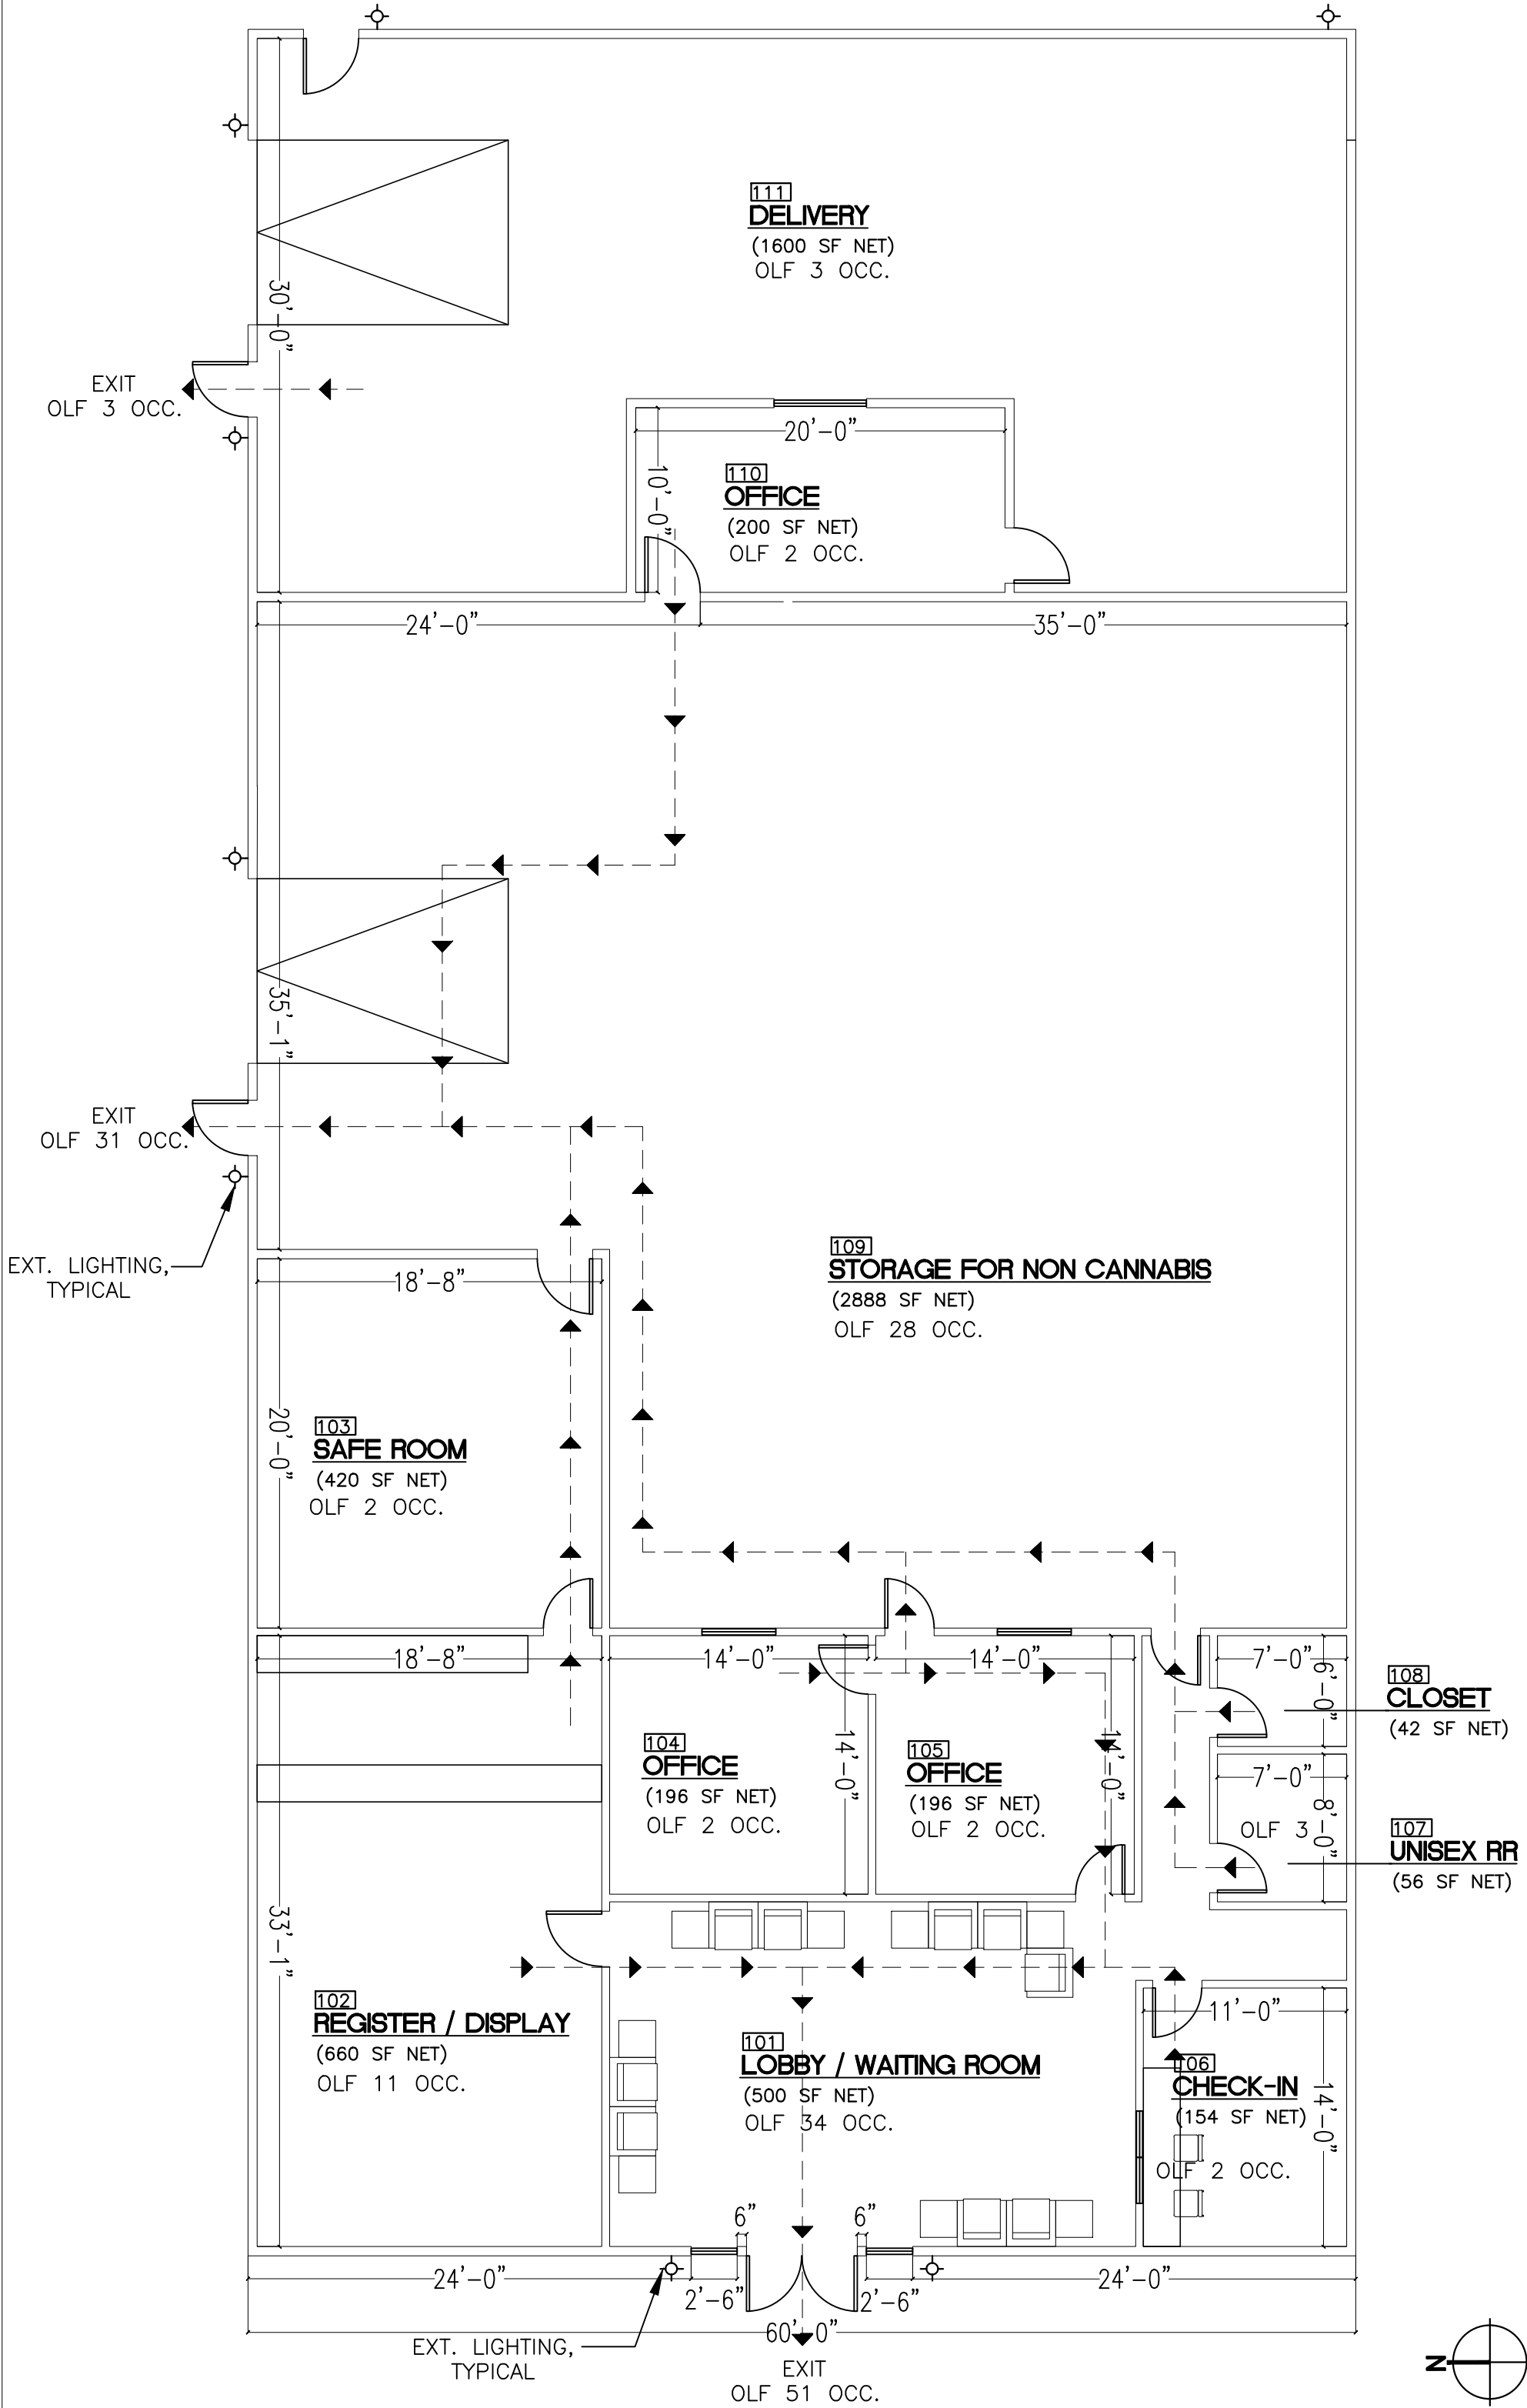 111
DELIVERY
(1600 SF NET)
OLF 3 OCC.
30'-0"
EXIT
OLF 3 OCC.
20'-0"
10'-0"
110
OFFICE
(200 SF NET)
OLF 2 OCC.
24'-0"
35'-0"
35'-1"
EXIT
OLF 31 OCC.
EXT. LIGHTING,
TYPICAL
109
STORAGE FOR NON CANNABIS
(2888 SF NET)
OLF 28 OCC.
18'-8"
20'-0"
103
SAFE ROOM
(420 SF NET)
OLF 2 OCC.
18'-8"
14'-0"
14'-0"
7'-0"
6'-0"
108
CLOSET
(42 SF NET)
104
OFFICE
(196 SF NET)
OLF 2 OCC.
14'-0"
105
OFFICE
(196 SF NET)
OLF 2 OCC.
14'-0"
7'-0"
8'-0"
OLF 3
107
UNISEX RR
(56 SF NET)
33'-1"
102
REGISTER / DISPLAY
(660 SF NET)
OLF 11 OCC.
101
LOBBY / WAITING ROOM
(500 SF NET)
OLF 34 OCC.
11'-0"
106
CHECK-IN
(154 SF NET)
OLF 2 OCC.
14'-0"
6"
6"
24'-0"
2'-6"
2'-6"
24'-0"
60'-0"
EXT. LIGHTING,
TYPICAL
EXIT
OLF 51 OCC.
N